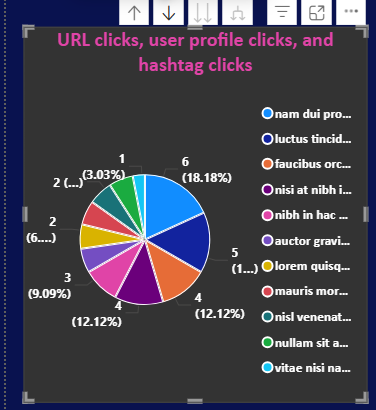 URL clicks, user profile clicks, and
hashtag clicks
nam dui pro...
luctus tincid...
faucibus orc...
nisi at nibh i...
nibh in hac ...
auctor gravi...
lorem quisq...
mauris mor...
nisl venenat...
nullam sit a...
vitae nisi na...
6
(18.18%)
5
(1...)
4
(12.12%)
4
(12.12%)
3
(9.09%)
2
(6....)
2 (...)
1
(3.03%)